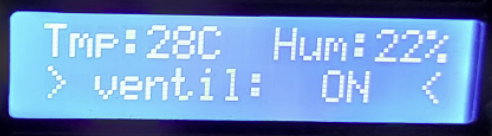 Tmp:28C Hum:22%
> ventil: ON <